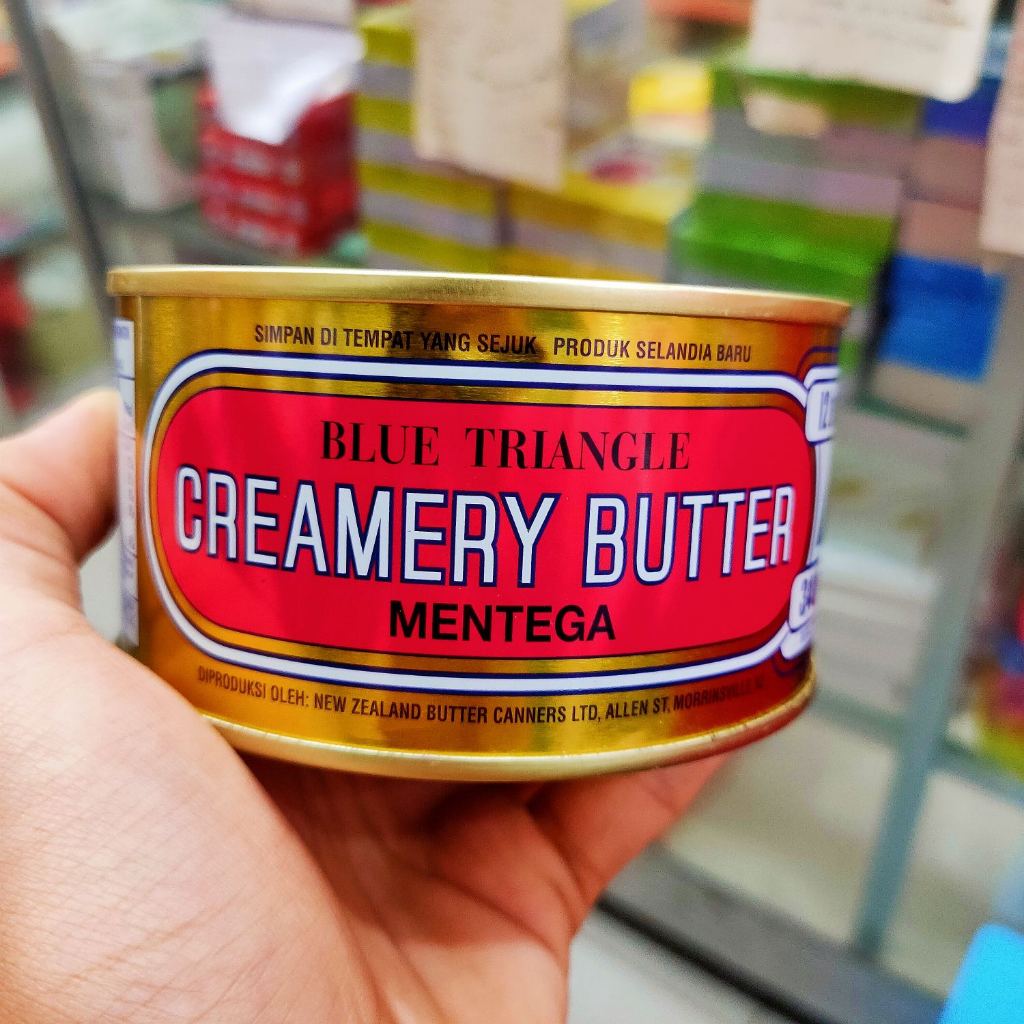 SIMPAN DI TEMPAT YANG SEJUK PRODUK SELANDIA BARU
BLUE TRIANGLE
CREAMERY BUTTER
MENTEGA
DIPRODUKSI OLEH: NEW ZEALAND BUTTER CANNERS LTD, ALLEN ST, MORRINSVILLE,